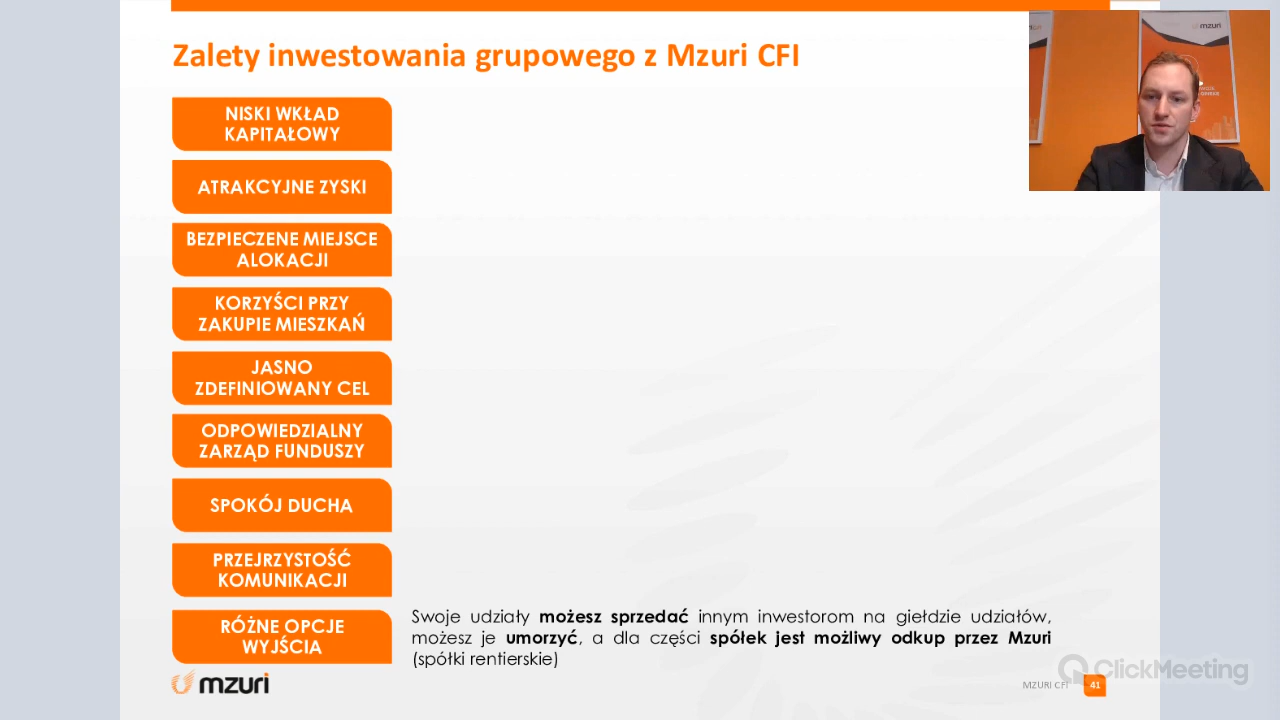 Zalety inwestowania grupowego z Mzuri CFI
mzuri
NISKI WKŁAD
KAPITAŁOWY
ATRAKCYJNE ZYSKI
BEZPIECZENE MIEJSCE
ALOKACJI
KORZYŚCI PRZY
ZAKUPIE MIESZKAŃ
JASNO
ZDEFINIOWANY CEL
ODPOWIEDZIALNY
ZARZĄD FUNDUSZY
SPOKÓJ DUCHA
PRZEJRZYSTOŚĆ
KOMUNIKACJI
RÓŻNE OPCJE
WYJŚCIA
Swoje udziały możesz sprzedać innym inwestorom na giełdzie udziałów,
możesz je umorzyć, a dla części spółek jest możliwy odkup przez Mzuri
(spółki rentierskie)
mzuri
MZURI CFI
41
ClickMeeting